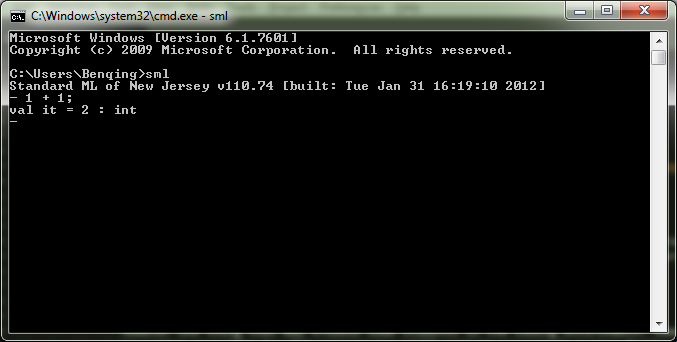 C:\Windows\system32\cmd.exe - sml
Microsoft Windows [Version 6.1.7601]
Copyright (c) 2009 Microsoft Corporation.  All rights reserved.
C:\Users\Benqing>sml
Standard ML of New Jersey v110.74 [built: Tue Jan 31 16:19:10 2012]
- 1 + 1;
val it = 2 : int
-